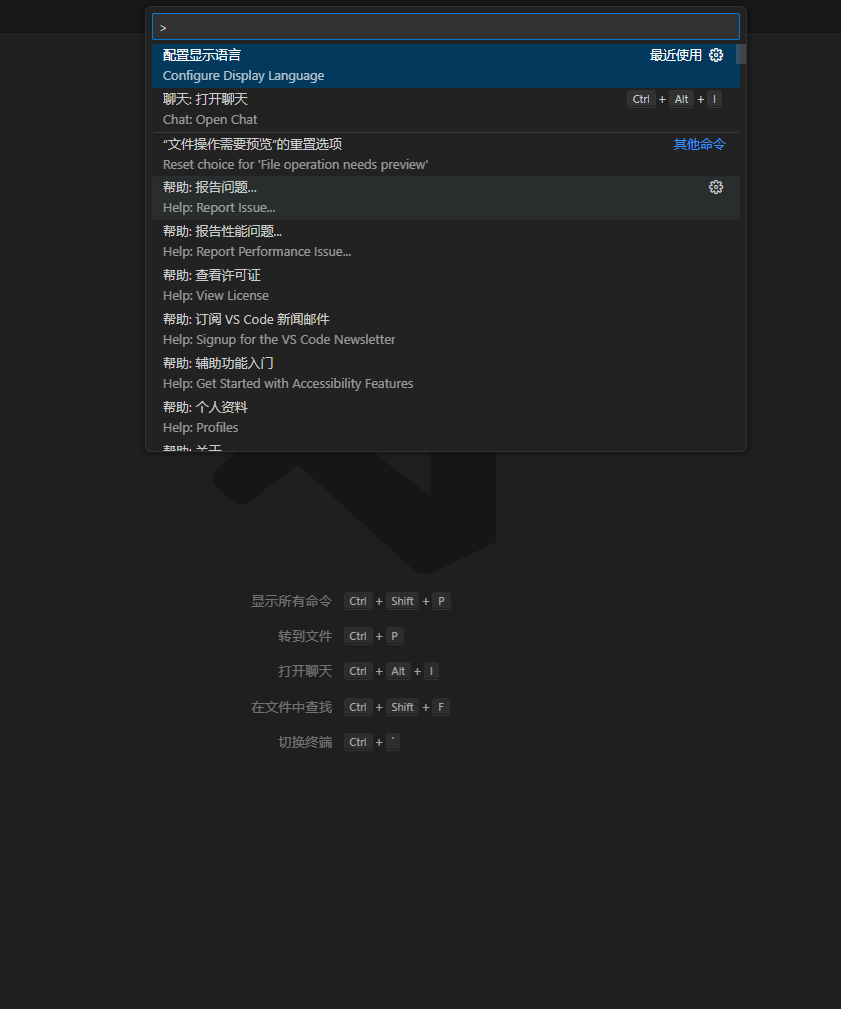 >
配置显示语言 最近使用
Configure Display Language
聊天: 打开聊天 Ctrl + Alt + I
Chat: Open Chat
"文件操作需要预览"的重置选项 其他命令
Reset choice for 'File operation needs preview'
帮助: 报告问题...
Help: Report Issue...
帮助: 报告性能问题...
Help: Report Performance Issue...
帮助: 查看许可证
Help: View License
帮助: 订阅 VS Code 新闻邮件
Help: Signup for the VS Code Newsletter
帮助: 辅助功能入门
Help: Get Started with Accessibility Features
帮助: 个人资料
Help: Profiles
帮助: 关于
显示所有命令 Ctrl + Shift + P
转到文件 Ctrl + P
打开聊天 Ctrl + Alt + I
在文件中查找 Ctrl + Shift + F
切换终端 Ctrl + `